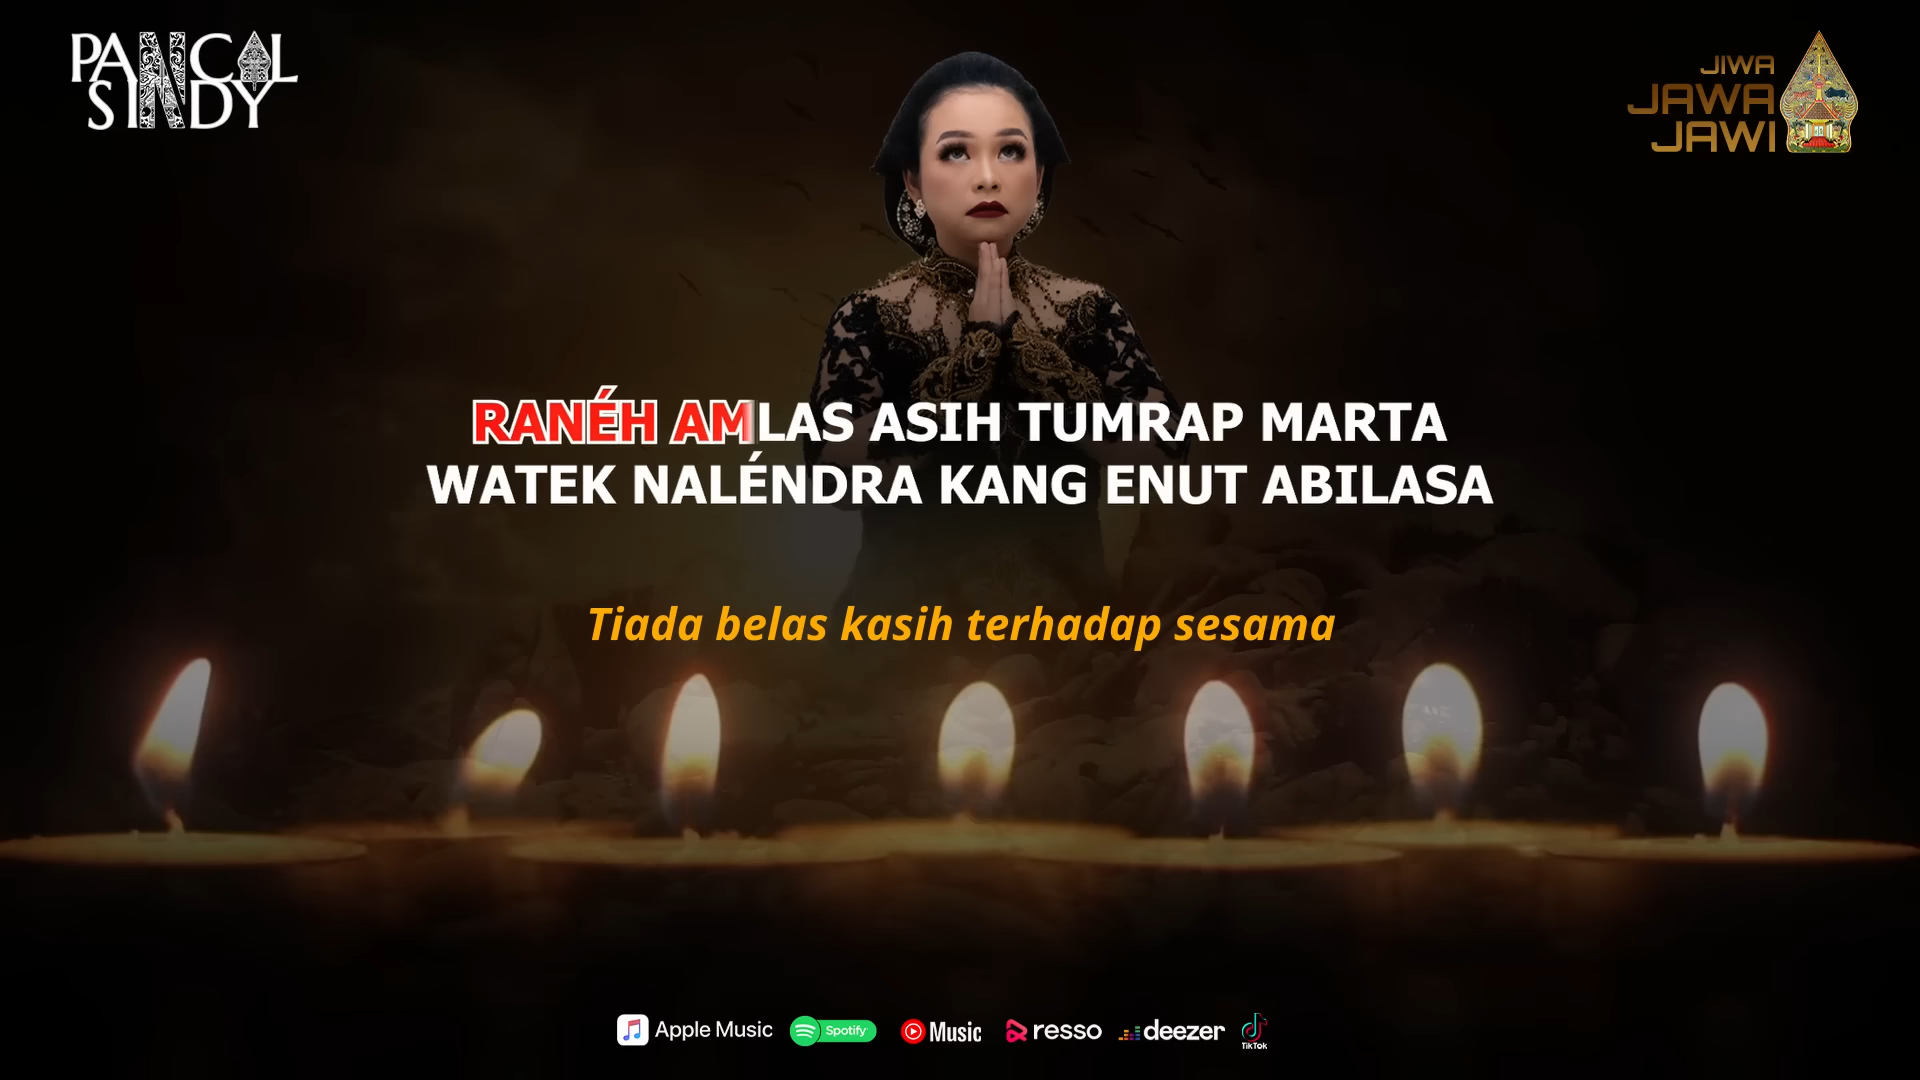 PANCAL
SINDY
JIWA
JAWA
JAWI
RANÉH AMLAS ASIH TUMRAP MARTA
WATEK NALÉNDRA KANG ENUT ABILASA
Tiada belas kasih terhadap sesama
Apple Music Spotify Music resso deezer TikTok